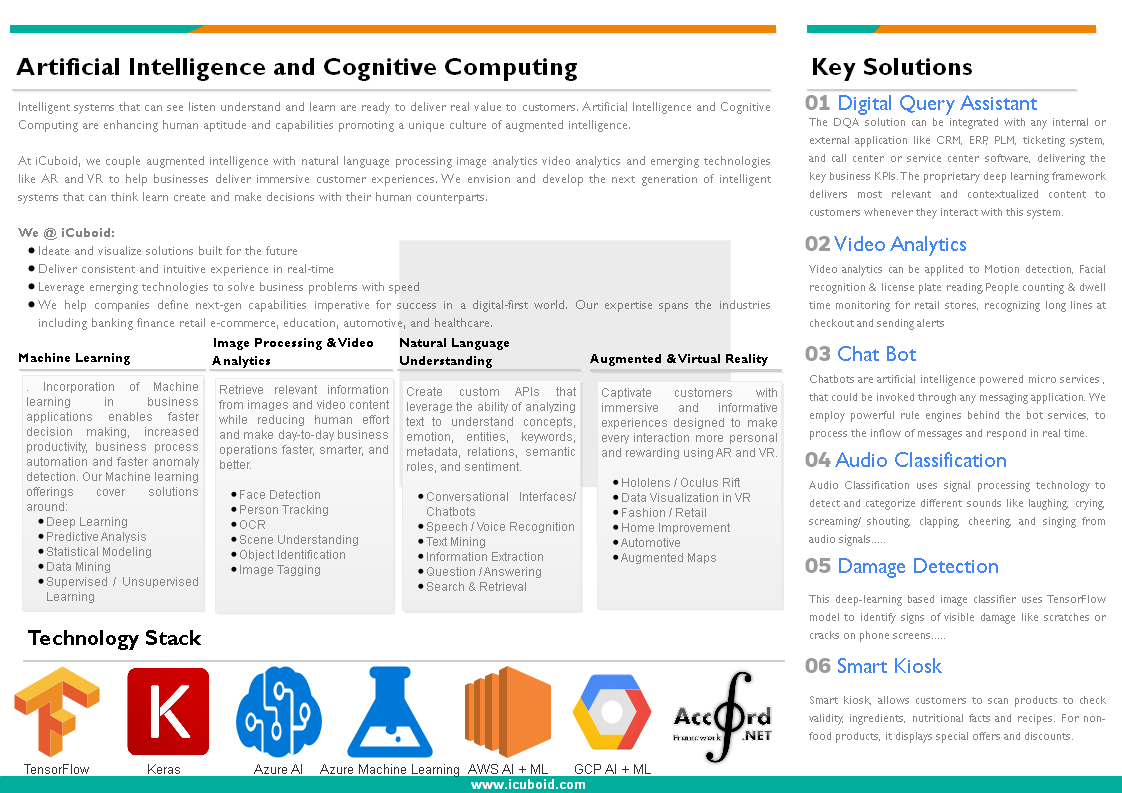 Artificial Intelligence and Cognitive Computing
Intelligent systems that can see listen understand and learn are ready to deliver real value to customers. Artificial Intelligence and Cognitive
Computing are enhancing human aptitude and capabilities promoting a unique culture of augmented intelligence.
At iCuboid, we couple augmented intelligence with natural language processing image analytics video analytics and emerging technologies
like AR and VR to help businesses deliver immersive customer experiences. We envision and develop the next generation of intelligent
systems that can think learn create and make decisions with their human counterparts.
We @ iCuboid:
● Ideate and visualize solutions built for the future
● Deliver consistent and intuitive experience in real-time
● Leverage emerging technologies to solve business problems with speed
● We help companies define next-gen capabilities imperative for success in a digital-first world. Our expertise spans the industries
including banking finance retail e-commerce, education, automotive, and healthcare.
Machine Learning
. Incorporation of Machine
learning in business
applications enables faster
decision making, increased
productivity, business process
automation and faster anomaly
detection. Our Machine learning
offerings cover solutions
around:
● Deep Learning
● Predictive Analysis
● Statistical Modeling
● Data Mining
● Supervised / Unsupervised
Learning
Image Processing & Video
Analytics
Retrieve relevant information
from images and video content
while reducing human effort
and make day-to-day business
operations faster, smarter, and
better.
● Face Detection
● Person Tracking
● OCR
● Scene Understanding
● Object Identification
● Image Tagging
Natural Language
Understanding
Create custom APIs that
leverage the ability of analyzing
text to understand concepts,
emotion, entities, keywords,
metadata, relations, semantic
roles, and sentiment.
● Conversational Interfaces/
Chatbots
● Speech / Voice Recognition
● Text Mining
● Information Extraction
● Question / Answering
● Search & Retrieval
Augmented & Virtual Reality
Captivate customers with
immersive and informative
experiences designed to make
every interaction more personal
and rewarding using AR and VR.
● Hololens / Oculus Rift
● Data Visualization in VR
● Fashion / Retail
● Home Improvement
● Automotive
● Augmented Maps
Technology Stack
K
Accord
Framework .NET
TensorFlow
Keras
Azure AI
Azure Machine Learning
AWS AI + ML
GCP AI + ML
Key Solutions
01 Digital Query Assistant
The DQA solution can be integrated with any internal or
external application like CRM, ERP, PLM, ticketing system,
and call center or service center software, delivering the
key business KPIs. The proprietary deep learning framework
delivers most relevant and contextualized content to
customers whenever they interact with this system.
02 Video Analytics
Video analytics can be applited to Motion detection, Facial
recognition & license plate reading,People counting & dwell
time monitoring for retail stores, recognizing long lines at
checkout and sending alerts
03 Chat Bot
Chatbots are artificial intelligence powered micro services ,
that could be invoked through any messaging application. We
employ powerful rule engines behind the bot services, to
process the inflow of messages and respond in real time.
04 Audio Classification
Audio Classification uses signal processing technology to
detect and categorize different sounds like laughing, crying,
screaming/ shouting, clapping, cheering, and singing from
audio signals.....
05 Damage Detection
This deep-learning based image classifier uses TensorFlow
model to identify signs of visible damage like scratches or
cracks on phone screens.....
06 Smart Kiosk
Smart kiosk, allows customers to scan products to check
validity, ingredients, nutritional facts and recipes. For non-
food products, it displays special offers and discounts.
www.icuboid.com